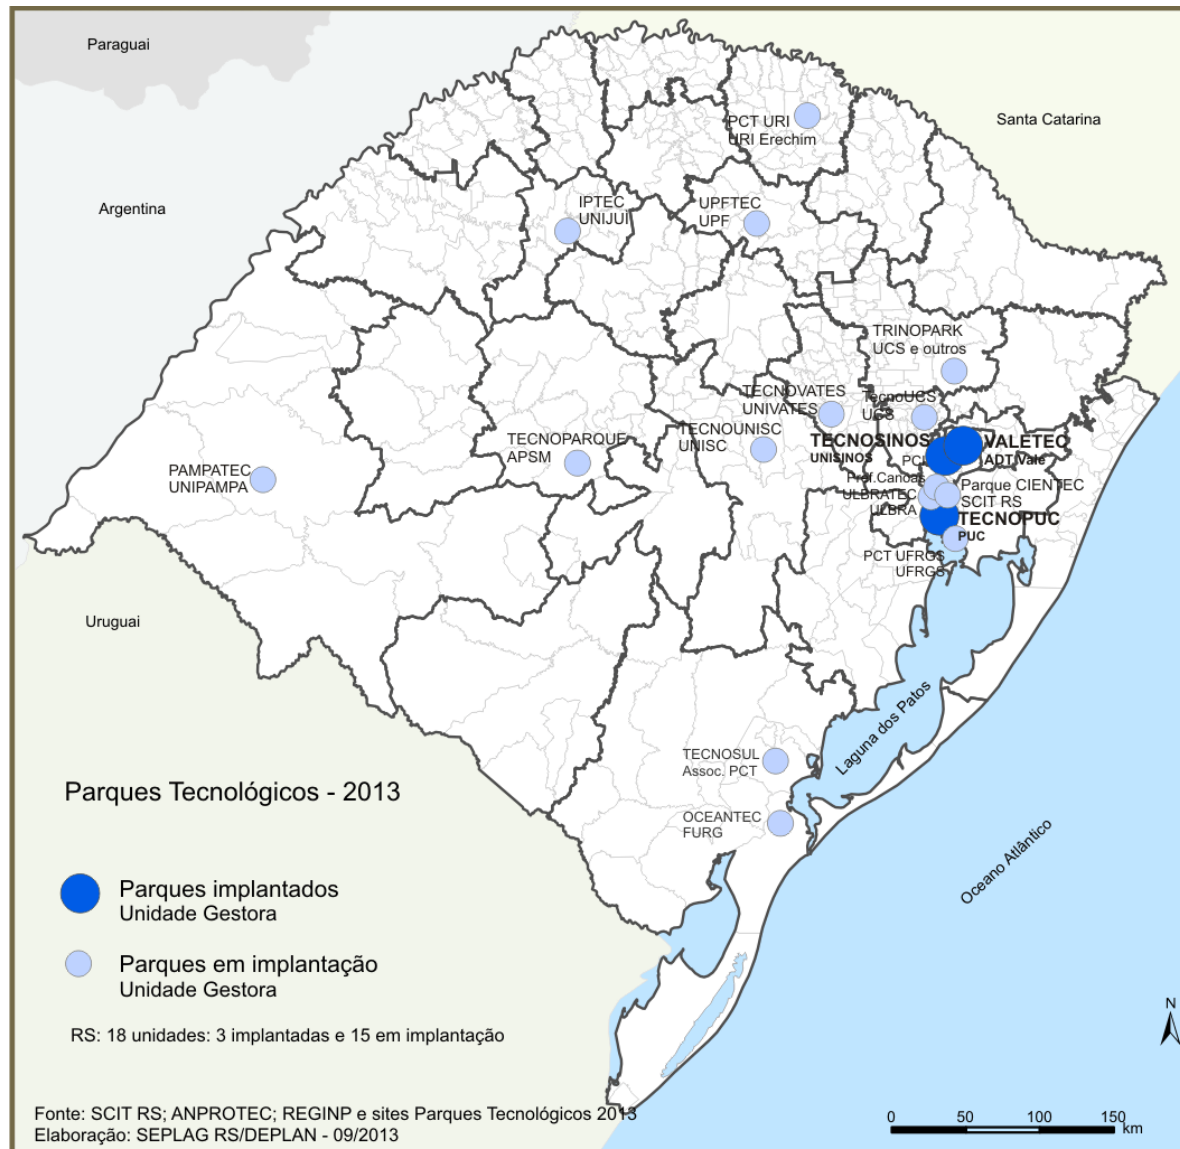 Paraguai
Santa Catarina
Argentina
PCT URI
URI Erechim
IPTEC
UNIJUÍ
UPFTEC
UPF
TRINOPARK
UCS e outros
TECNOVATES
UNIVATES
TecnoUCS
UCS
TECNOUNISC
UNISC
TECNOPARQUE
APSM
PAMPATEC
UNIPAMPA
TECNOSINOS
UNISINOS
VALETEC
ADT/Vale
Pref.Canoas
ULBRATEC
ULBRA
Parque CIENTEC
SCIT RS
TECNOPUC
PUC
PCT UFRGS
UFRGS
Uruguai
Laguna dos Patos
TECNOSUL
Assoc. PCT
OCEANTEC
FURG
Oceano Atlântico
Parques Tecnológicos - 2013
Parques implantados
Unidade Gestora
Parques em implantação
Unidade Gestora
RS: 18 unidades: 3 implantadas e 15 em implantação
Fonte: SCIT RS; ANPROTEC; REGINP e sites Parques Tecnológicos 2013
Elaboração: SEPLAG RS/DEPLAN - 09/2013
N
0 50 100 150
km